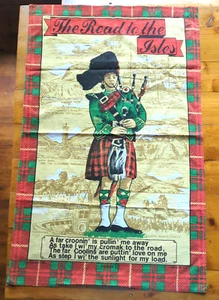 The Road to the
Isles
A far croonin' is pullin' me away
As take I wi' my cromak to the road,
The far Coolins are puttin' love on me
As step I wi' the sunlight for my load.